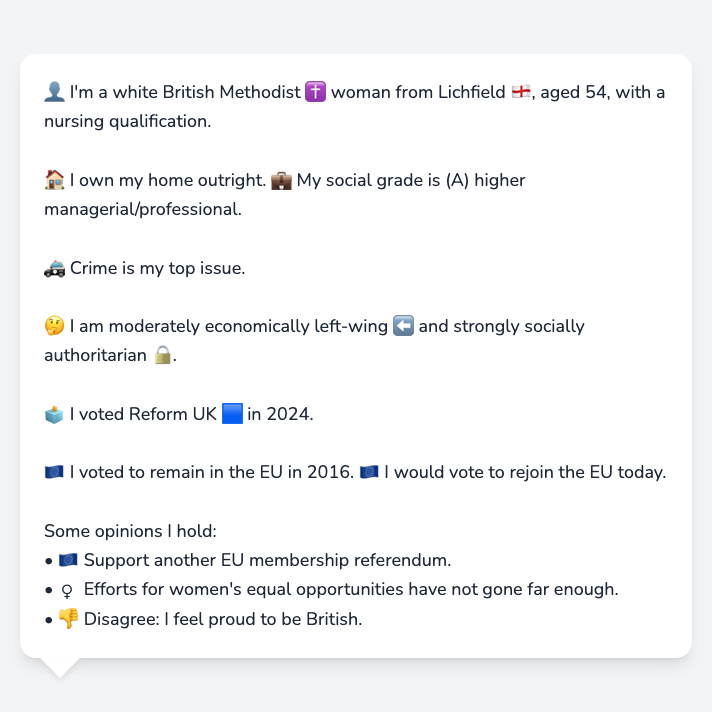 👤 I'm a white British Methodist ✝️ woman from Lichfield 🏴󠁧󠁢󠁥󠁮󠁧󠁿, aged 54, with a
nursing qualification.
🏠 I own my home outright. 💼 My social grade is (A) higher
managerial/professional.
🚓 Crime is my top issue.
🤔 I am moderately economically left-wing ⬅️ and strongly socially
authoritarian 🔒.
🗳️ I voted Reform UK 🟦 in 2024.
🇪🇺 I voted to remain in the EU in 2016. 🇪🇺 I would vote to rejoin the EU today.
Some opinions I hold:
• 🇪🇺 Support another EU membership referendum.
• ♀ Efforts for women's equal opportunities have not gone far enough.
• 👎 Disagree: I feel proud to be British.